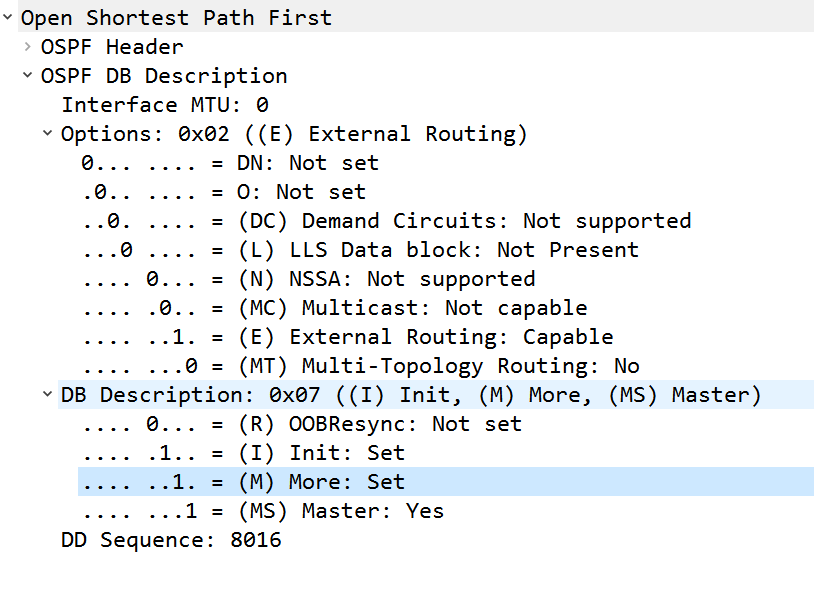 Open Shortest Path First
OSPF Header
OSPF DB Description
Interface MTU: 0
Options: 0x02 ((E) External Routing)
0... .... = DN: Not set
.0.. .... = O: Not set
..0. .... = (DC) Demand Circuits: Not supported
...0 .... = (L) LLS Data block: Not Present
.... 0... = (N) NSSA: Not supported
.... .0.. = (MC) Multicast: Not capable
.... ..1. = (E) External Routing: Capable
.... ...0 = (MT) Multi-Topology Routing: No
DB Description: 0x07 ((I) Init, (M) More, (MS) Master)
.... 0... = (R) OOBResync: Not set
.... .1.. = (I) Init: Set
.... ..1. = (M) More: Set
.... ...1 = (MS) Master: Yes
DD Sequence: 8016